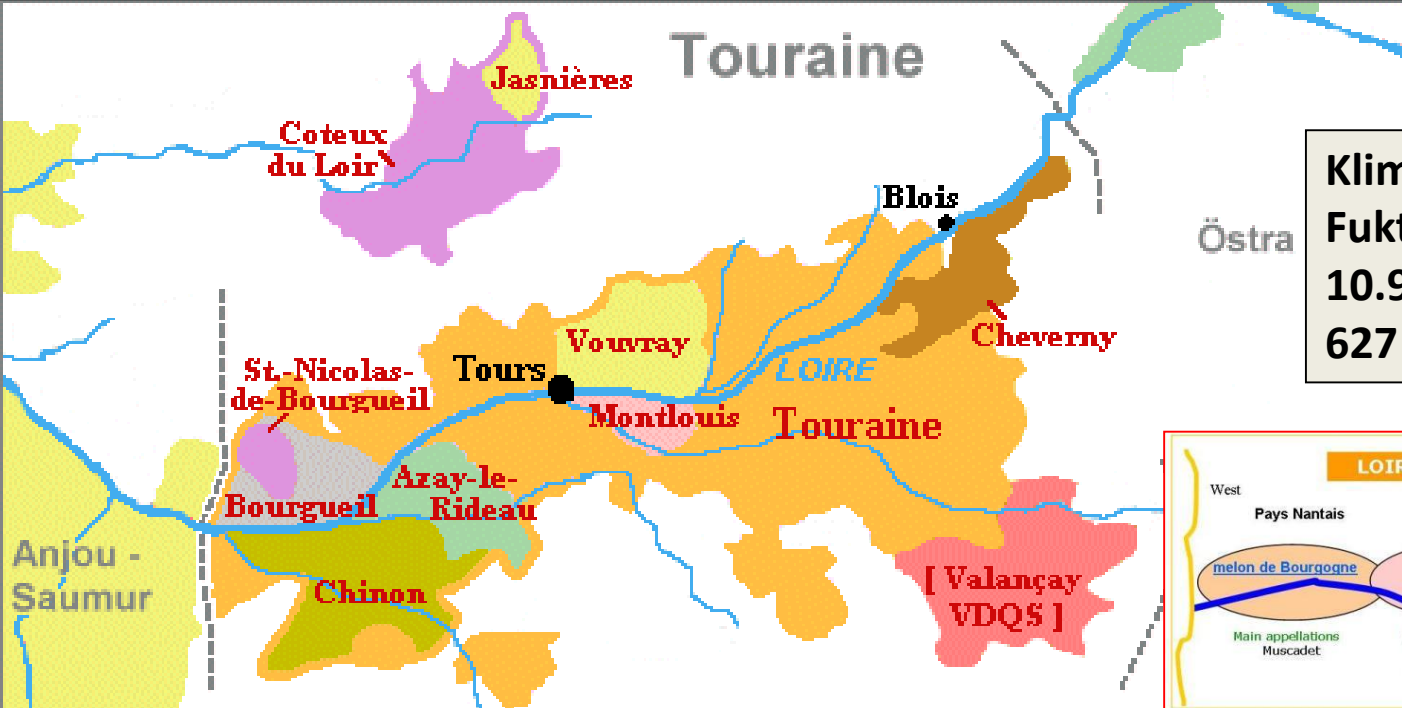 Touraine
Jasnières
Coteux
du Loir
Blois
Östra
Klim
Fukt
10.9
627
Cheverny
Vouvray
LOIRE
Tours
St.-Nicolas-
de-Bourgueil
Montlouis
Touraine
Azay-le-
Rideau
Bourgueil
Anjou -
Saumur
Chinon
[ Valançay
VDQS ]
LOIR
West
Pays Nantais
melon de Bourgogne
Main appellations
Muscadet